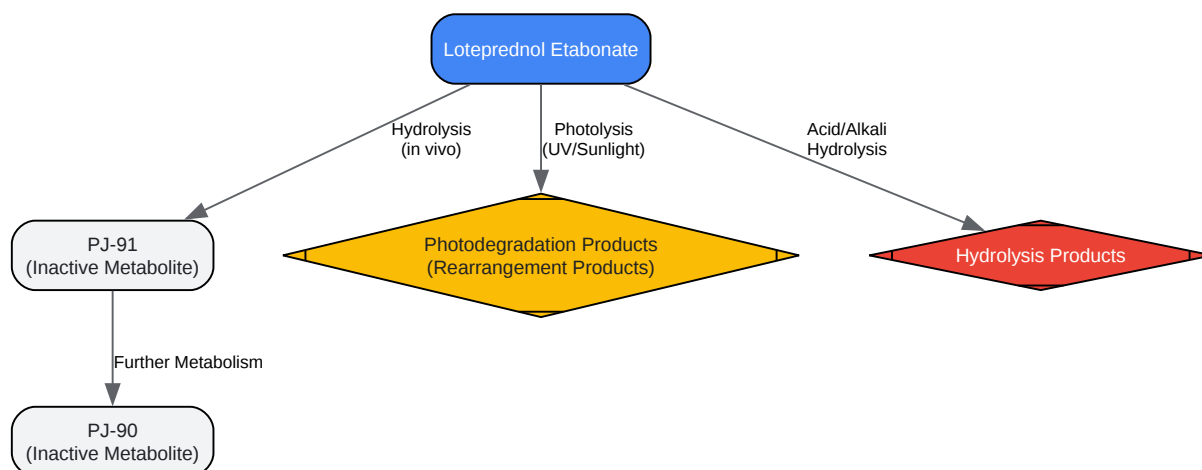 Loteprednol Etabonate
Hydrolysis
(in vivo)
Photolysis
(UV/Sunlight)
Acid/Alkali
Hydrolysis
PJ-91
(Inactive Metabolite)
Photodegradation Products
(Rearrangement Products)
Hydrolysis Products
Further Metabolism
PJ-90
(Inactive Metabolite)